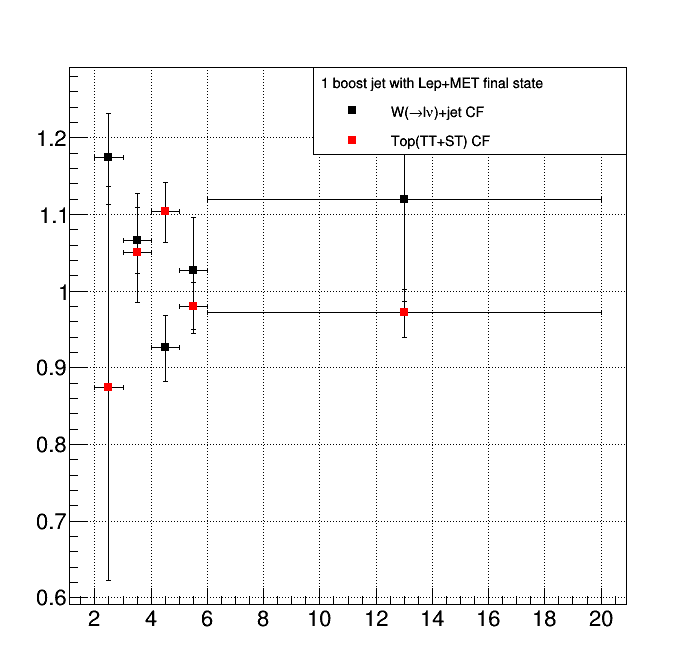 1 boost jet with Lep+MET final state
W(→lν)+jet CF
Top(TT+ST) CF
1.2
1.1
1
0.9
0.8
0.7
0.6
2 4 6 8 10 12 14 16 18 20